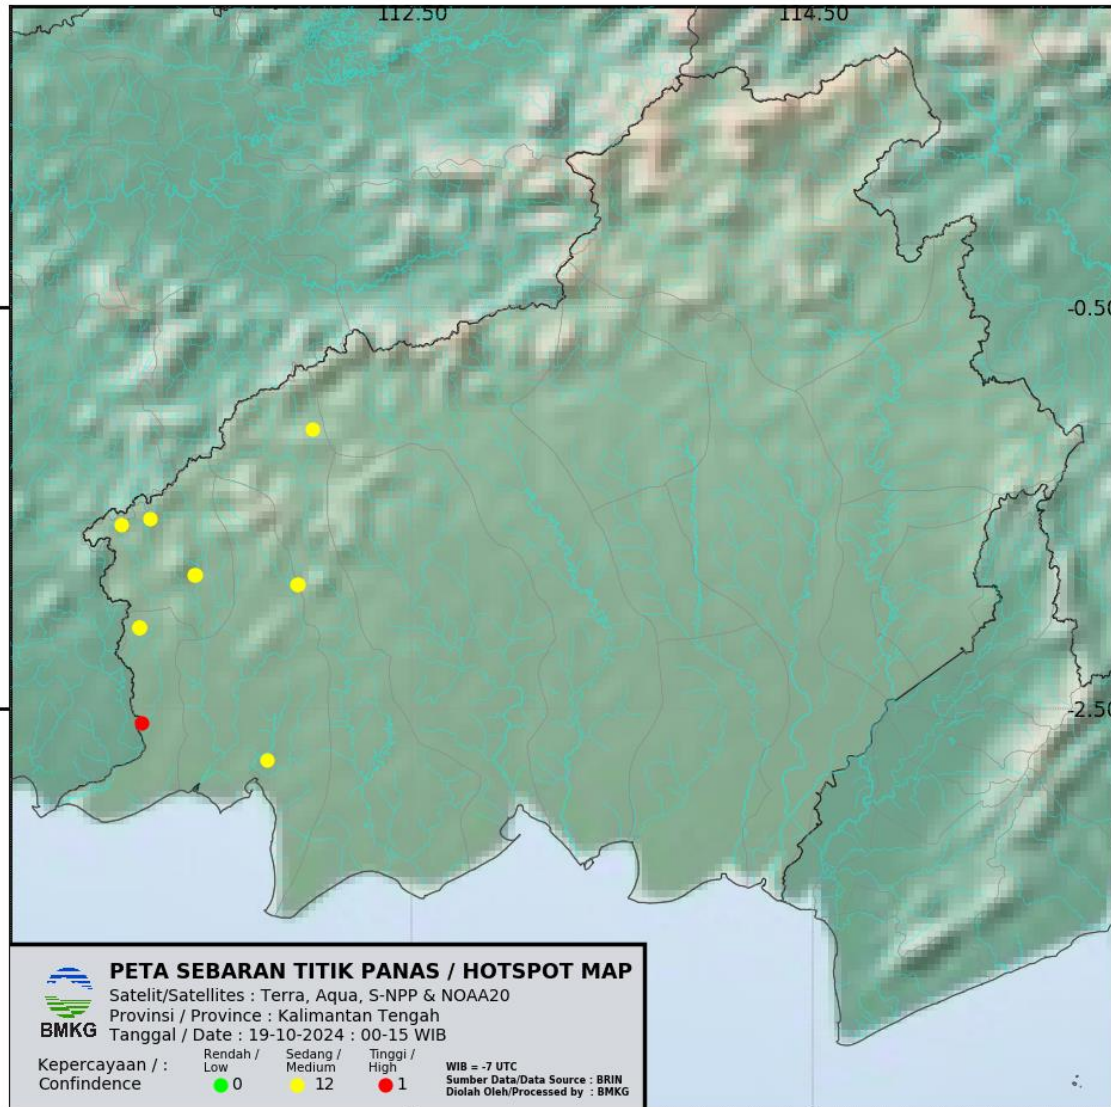 112.50
114.50
-0.50
-2.50
PETA SEBARAN TITIK PANAS / HOTSPOT MAP
Satelit/Satellites : Terra, Aqua, S-NPP & NOAA20
Provinsi / Province : Kalimantan Tengah
Tanggal / Date : 19-10-2024 : 00-15 WIB
BMKG
Kepercayaan / :
Confindence
Rendah /
Low
0
Sedang /
Medium
12
Tinggi /
High
1
WIB = -7 UTC
Sumber Data/Data Source : BRIN
Diolah Oleh/Processed by : BMKG